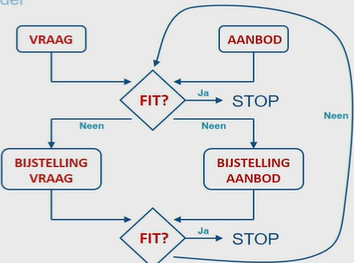 VRAAG
AANBOD
FIT?
Ja
STOP
Neen
Neen
Neen
BIJSTELLING
VRAAG
BIJSTELLING
AANBOD
FIT?
Ja
STOP